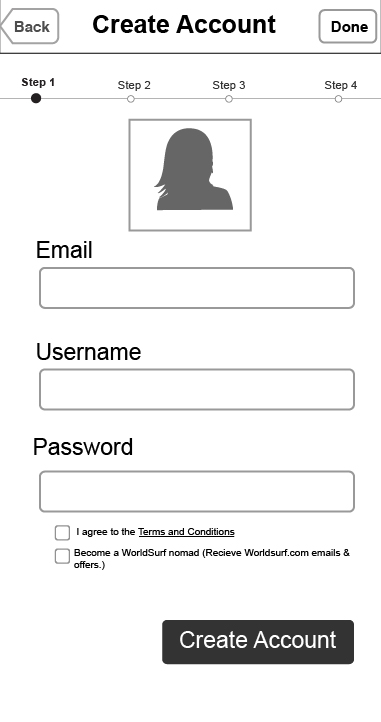 Back
Create Account
Done
Step 1
Step 2
Step 3
Step 4
Email
Username
Password
I agree to the Terms and Conditions
Become a WorldSurf nomad (Recieve Worldsurf.com emails &
offers.)
Create Account